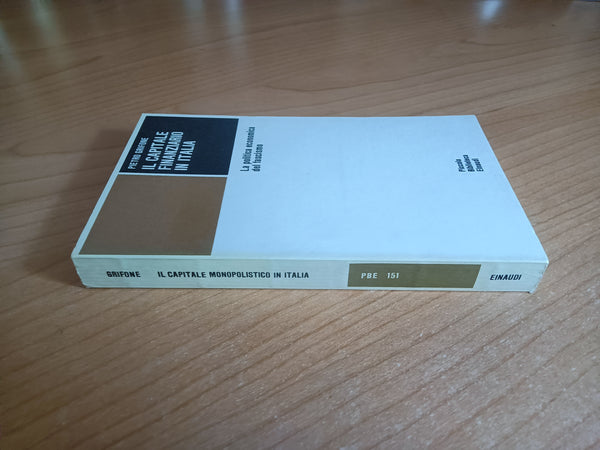 PIETRO GRIFONE
IL CAPITALE
FINANZIARIO
IN ITALIA
La politica economica
del fascismo
Piccola
Biblioteca
Einaudi
GRIFONE IL CAPITALE MONOPOLISTICO IN ITALIA PBE 151 EINAUDI